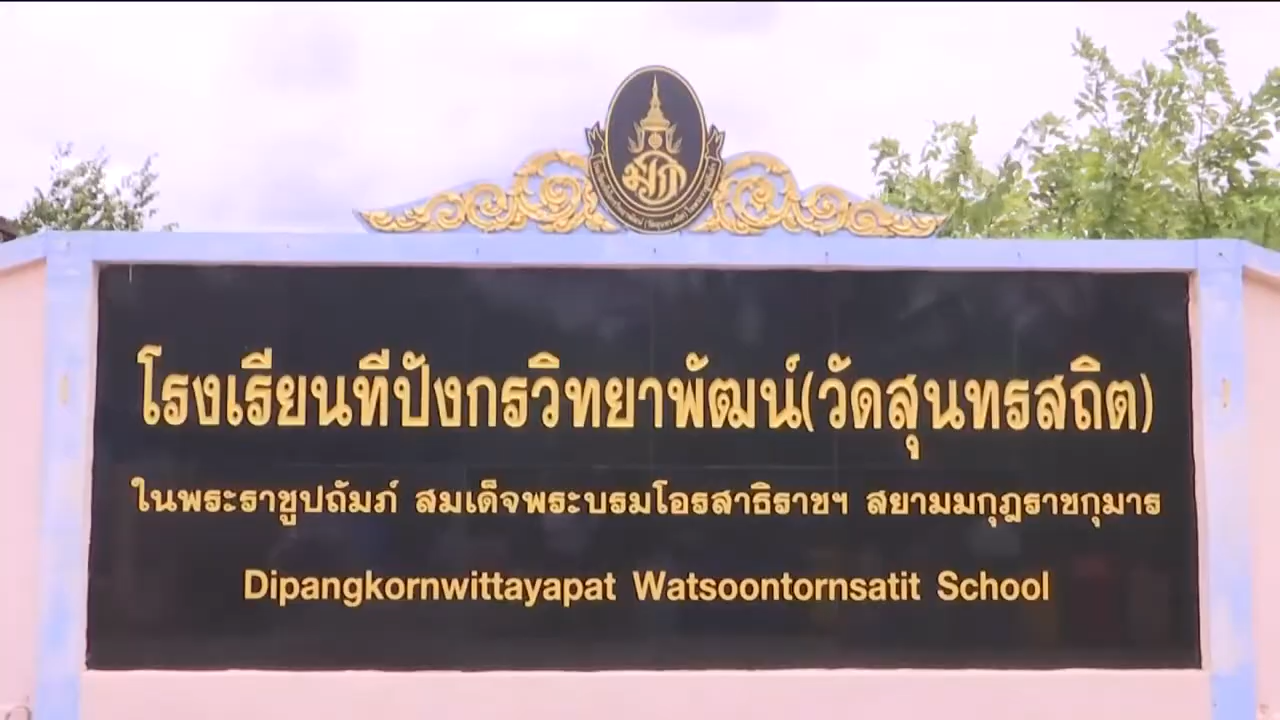 โรงเรียนทีปังกรวิทยาพัฒน์(วัดสุนทรสถิต)
ในพระราชูปถัมภ์ สมเด็จพระบรมโอรสาธิราชฯ สยามมกุฎราชกุมาร
Dipangkornwittayapat Watsoontornsatit School